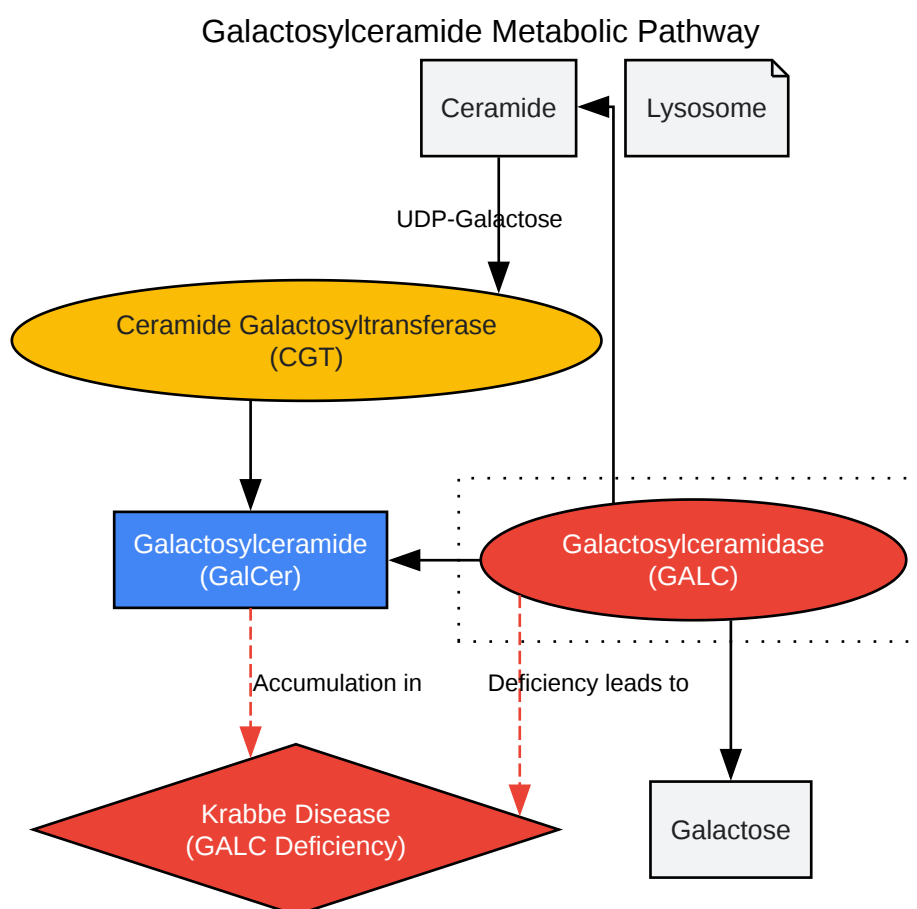 Galactosylceramide Metabolic Pathway
Ceramide
Lysosome
UDP-Galactose
Ceramide Galactosyltransferase
(CGT)
Galactosylceramide
(GalCer)
Galactosylceramidase
(GALC)
Accumulation in
Deficiency leads to
Krabbe Disease
(GALC Deficiency)
Galactose